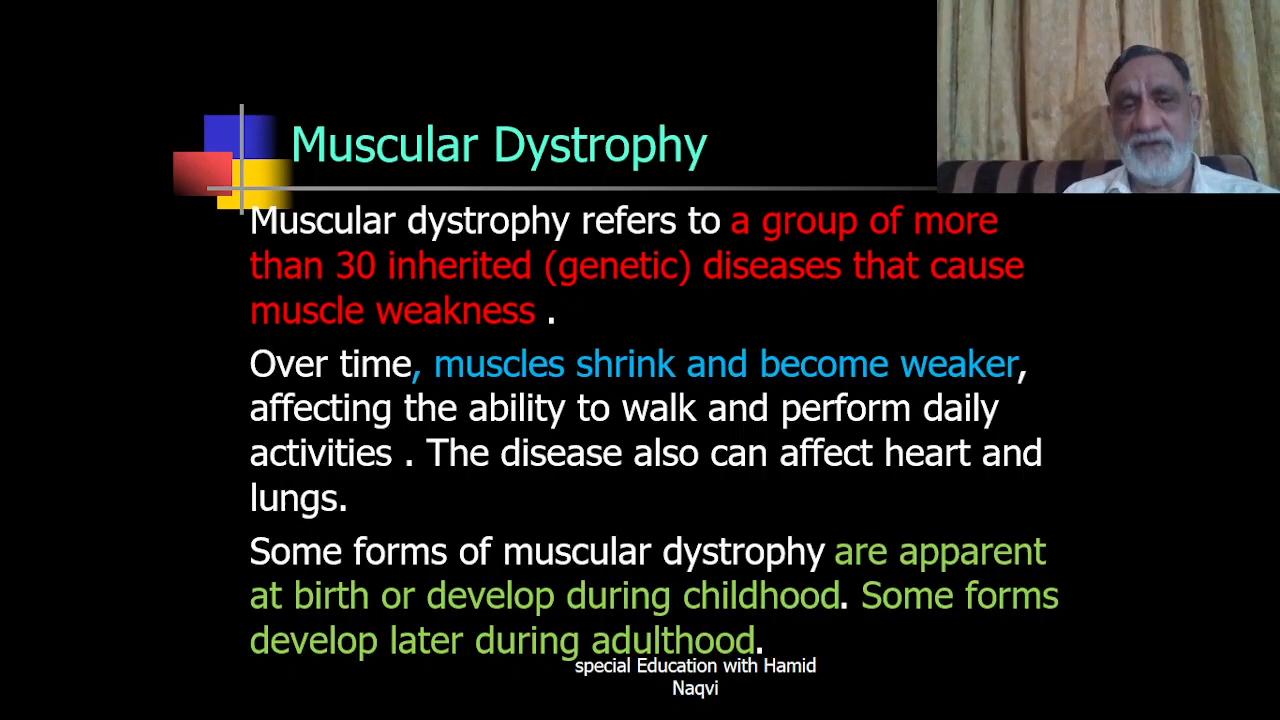 Muscular Dystrophy
Muscular dystrophy refers to a group of more
than 30 inherited (genetic) diseases that cause
muscle weakness .
Over time, muscles shrink and become weaker,
affecting the ability to walk and perform daily
activities . The disease also can affect heart and
lungs.
Some forms of muscular dystrophy are apparent
at birth or develop during childhood. Some forms
develop later during adulthood.
special Education with Hamid
Naqvi